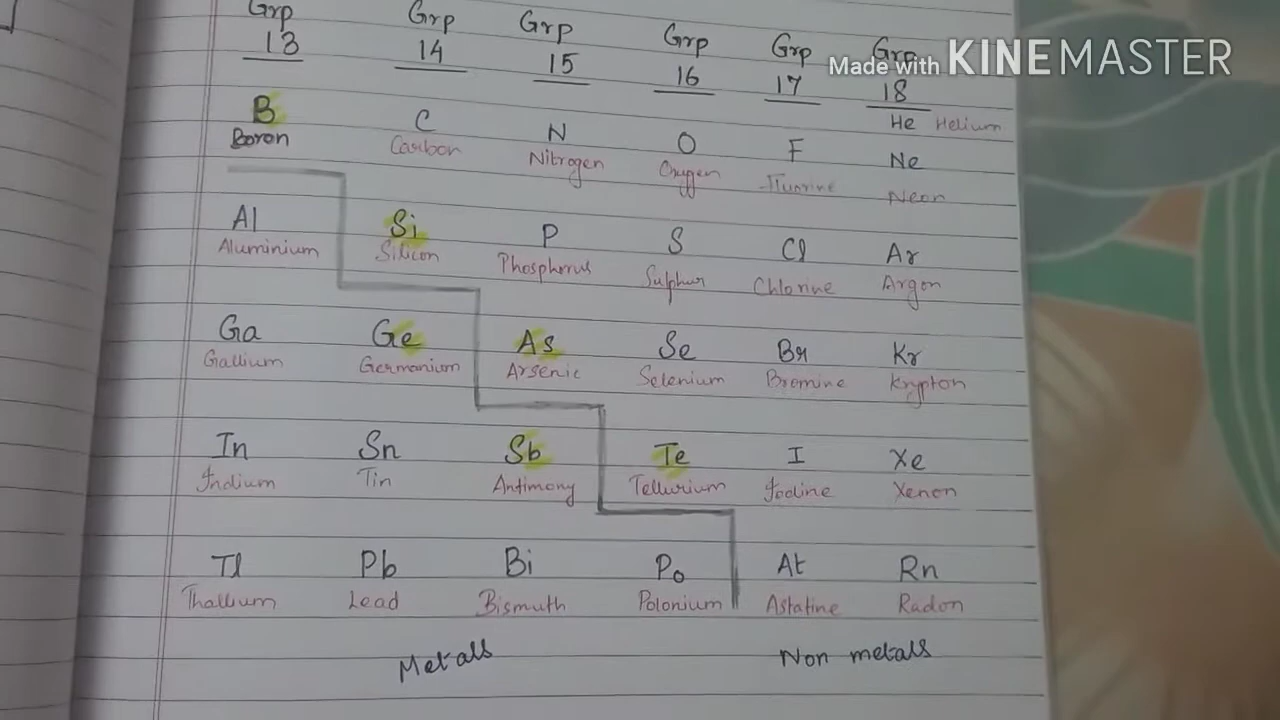 Grp Grp Grp Grp Grp Grp
13 14 15 16 17 18
Made with KINEMASTER
He Helium
B C N O F Ne
Boron Carbon Nitrogen Oxygen Flurine Neon
Al Si P S Cl Ar
Aluminium Silicon Phosphorus Sulphur Chlorine Argon
Ga Ge As Se Br Kr
Gallium Germanium Arsenic Selenium Bromine Krypton
In Sn Sb Te I Xe
Indium Tin Antimony Tellurium Iodine Xenon
Tl Pb Bi Po At Rn
Thallium Lead Bismuth Polonium Astatine Radon
Metals Non metals